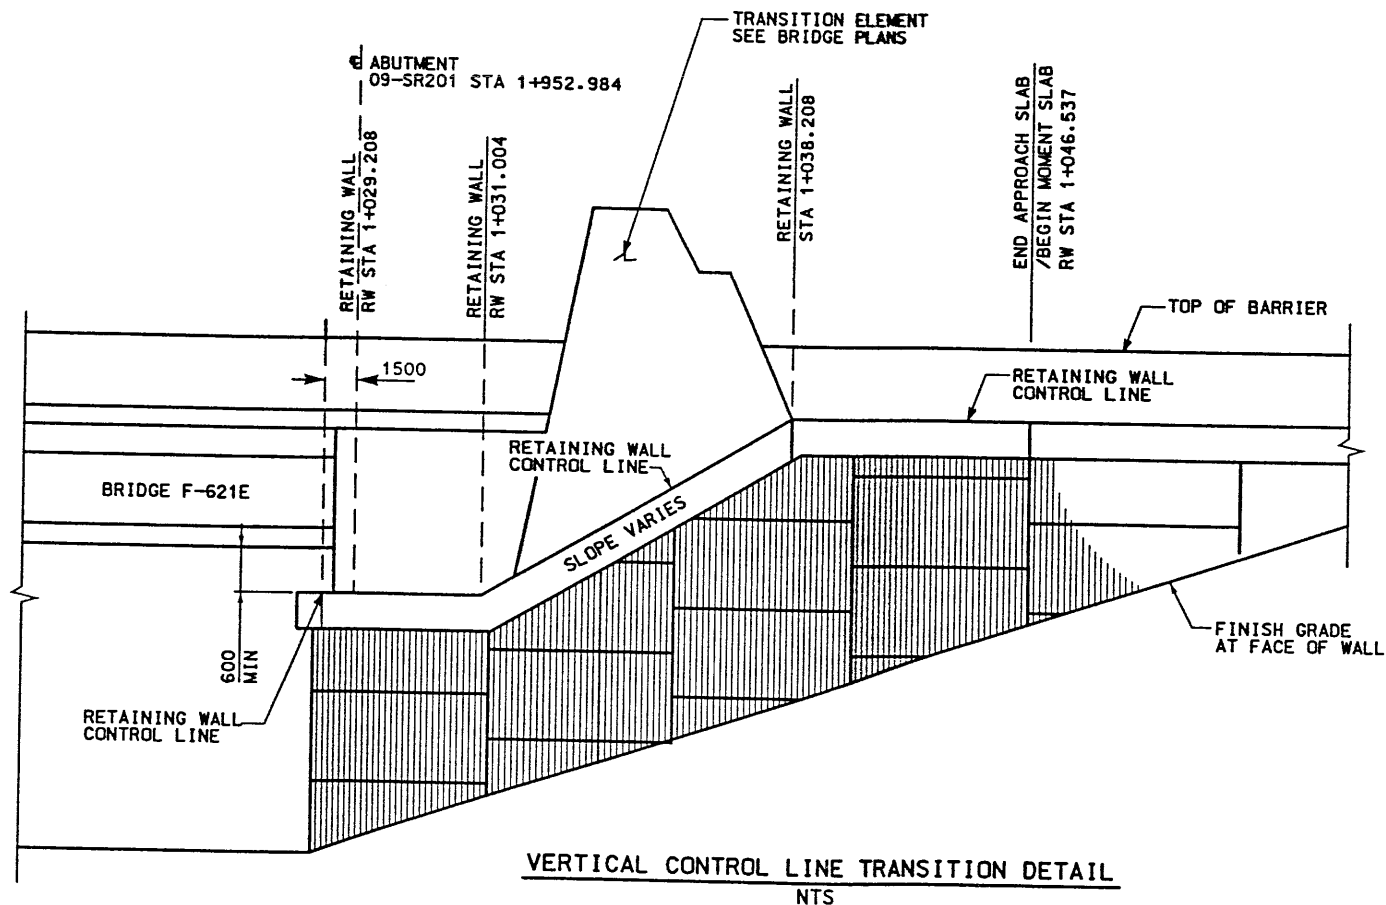 TRANSITION ELEMENT
SEE BRIDGE PLANS
℄ ABUTMENT
09-SR201 STA 1+952.984
RETAINING WALL
RW STA 1+029.208
RETAINING WALL
RW STA 1+031.004
RETAINING WALL
STA 1+038.208
END APPROACH SLAB
/BEGIN MOMENT SLAB
RW STA 1+046.537
TOP OF BARRIER
1500
RETAINING WALL
CONTROL LINE
RETAINING WALL
CONTROL LINE
BRIDGE F-621E
SLOPE VARIES
600
MIN
FINISH GRADE
AT FACE OF WALL
RETAINING WALL
CONTROL LINE
VERTICAL CONTROL LINE TRANSITION DETAIL
NTS